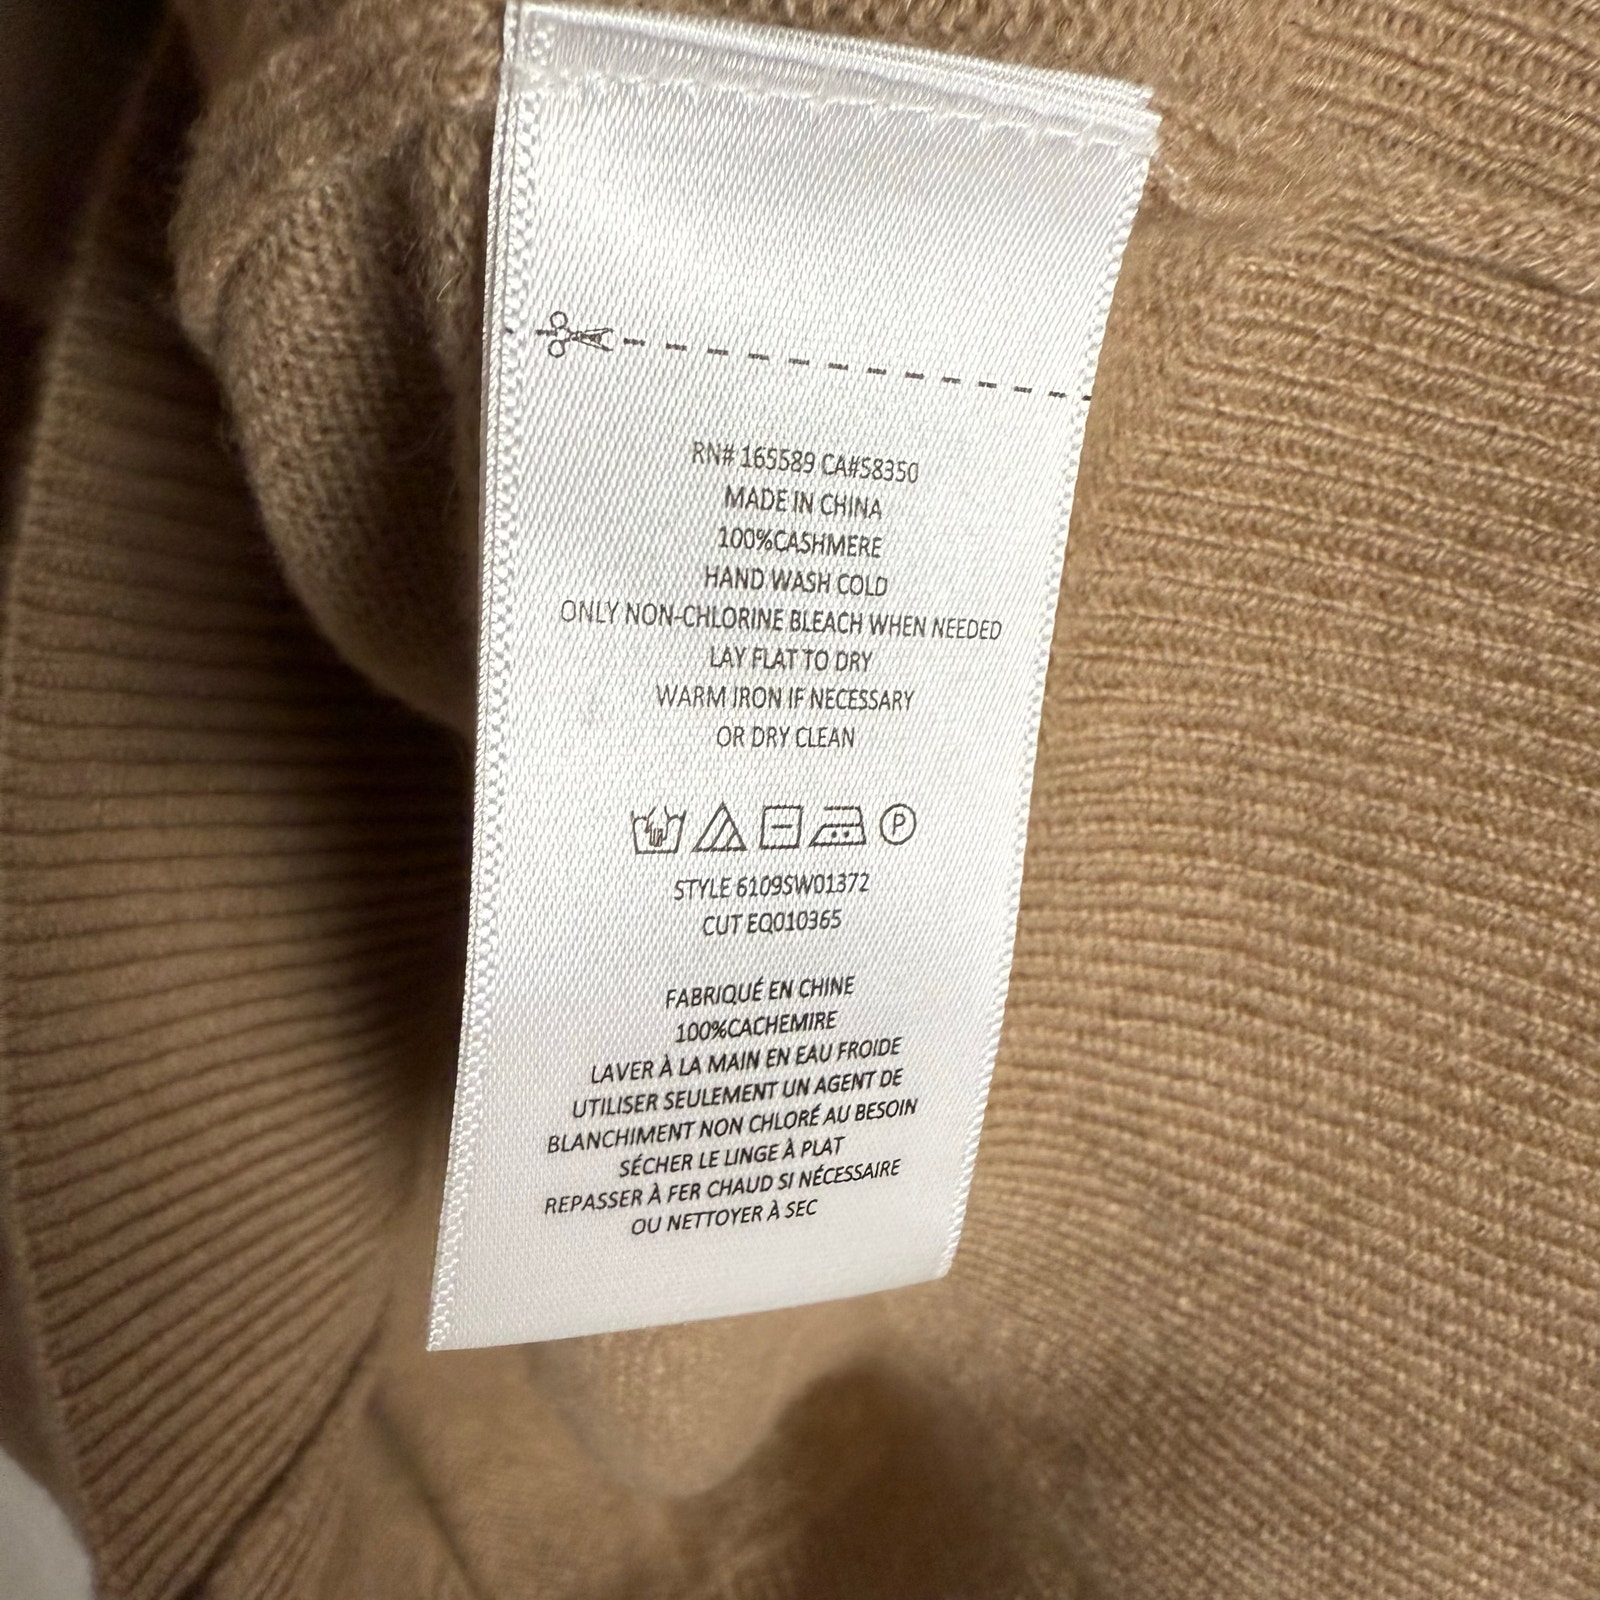 RN# 165589 CA#58350
MADE IN CHINA
100%CASHMERE
HAND WASH COLD
ONLY NON-CHLORINE BLEACH WHEN NEEDED
LAY FLAT TO DRY
WARM IRON IF NECESSARY
OR DRY CLEAN
P
STYLE 6109SW01372
CUT EQ010365
FABRIQUÉ EN CHINE
100%CACHEMIRE
LAVER À LA MAIN EN EAU FROIDE
UTILISER SEULEMENT UN AGENT DE
BLANCHIMENT NON CHLORÉ AU BESOIN
SÉCHER LE LINGE À PLAT
REPASSER À FER CHAUD SI NÉCESSAIRE
OU NETTOYER À SEC